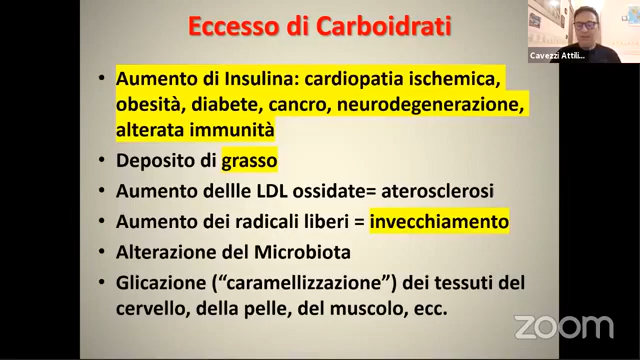 Eccesso di Carboidrati
Cavezzi Attili...
• Aumento di Insulina: cardiopatia ischemica,
obesità, diabete, cancro, neurodegenerazione,
alterata immunità
• Deposito di grasso
• Aumento dellle LDL ossidate= aterosclerosi
• Aumento dei radicali liberi = invecchiamento
• Alterazione del Microbiota
• Glicazione (“caramellizzazione”) dei tessuti del
cervello, della pelle, del muscolo, ecc.
zoom